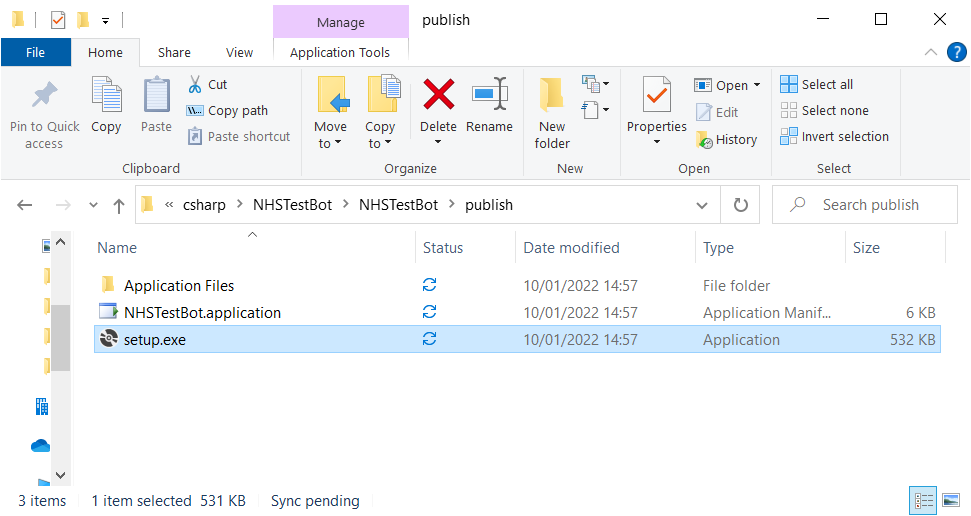 Manage
publish
File
Home
Share
View
Application Tools
?
Pin to Quick access
Copy
Paste
Cut
Copy path
Paste shortcut
Clipboard
Move to
Copy to
Delete
Rename
Organize
New folder
New
Properties
Open
Edit
History
Open
Select all
Select none
Invert selection
Select
« csharp > NHSTestBot > NHSTestBot > publish
Search publish
Name
Status
Date modified
Type
Size
Application Files 10/01/2022 14:57 File folder
NHSTestBot.application 10/01/2022 14:57 Application Manif... 6 KB
setup.exe 10/01/2022 14:57 Application 532 KB
3 items 1 item selected 531 KB Sync pending